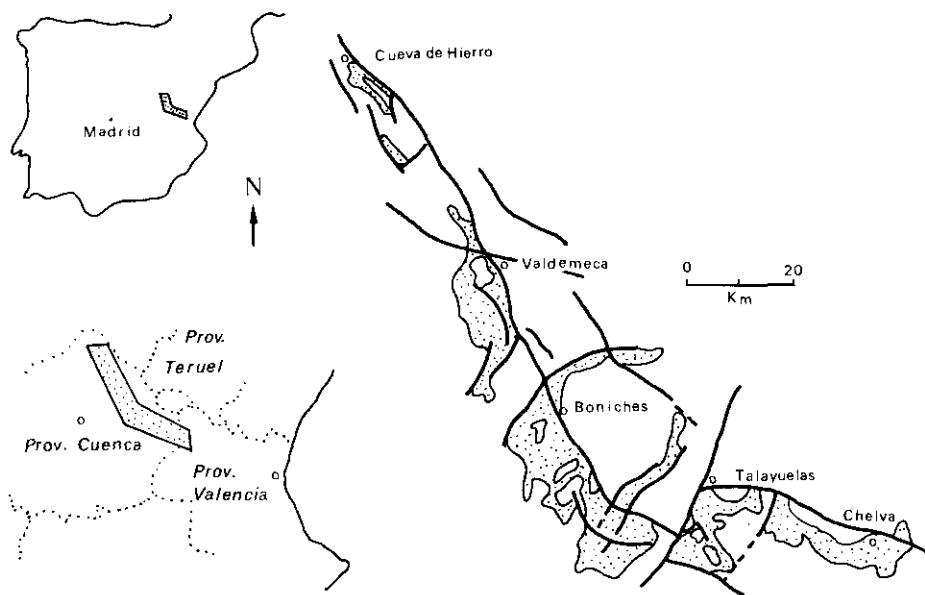 Cueva de Hierro
Madrid
N
Valdemeca
0 20
Km
Prov.
Teruel
Boniches
Prov. Cuenca
Prov.
Valencia
Talayuelas
Chelva